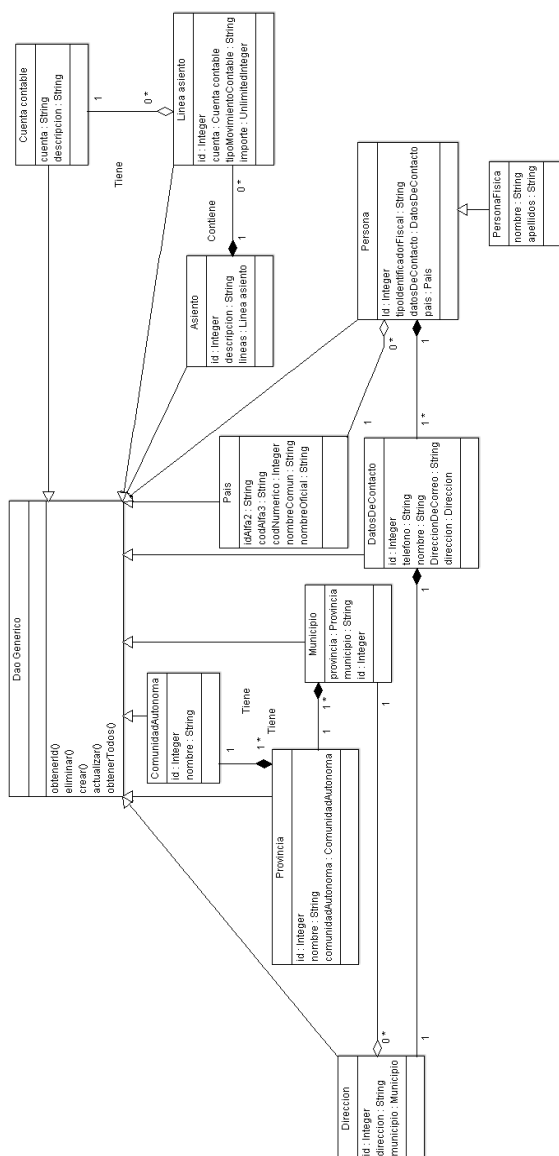 Dao Generico
obtenerId()
eliminar()
crear()
actualizar()
obtenerTodos()
Cuenta contable
cuenta : String
descripcion : String
1
Tiene
0*
Linea asiento
id : Integer
cuenta : Cuenta contable
tipoMovimientoContable : String
importe : UnlimitedInteger
0*
Contiene
1
Asiento
id : Integer
descripcion : String
lineas : Linea asiento
ComunidadAutonoma
id : Integer
nombre : String
1
Tiene
1*
Tiene
Pais
idAlfa2 : String
codAlfa3 : String
codNumerico : Integer
nombreComun : String
nombreOficial : String
1
0*
Provincia
id : Integer
nombre : String
comunidadAutonoma : ComunidadAutonoma
1
1*
Municipio
provincia : Provincia
municipio : String
id : Integer
1
0*
Persona
Id : Integer
tipoIdentificadorFiscal : String
datosDeContacto : DatosDeContacto
pais : Pais
1
1*
DatosDeContacto
id : Integer
telefono : String
nombre : String
DireccionDeCorreo : String
direccion : Direccion
1
1
Direccion
id : Integer
direccion : String
municipio : Municipio
PersonaFisica
nombre : String
apellidos : String